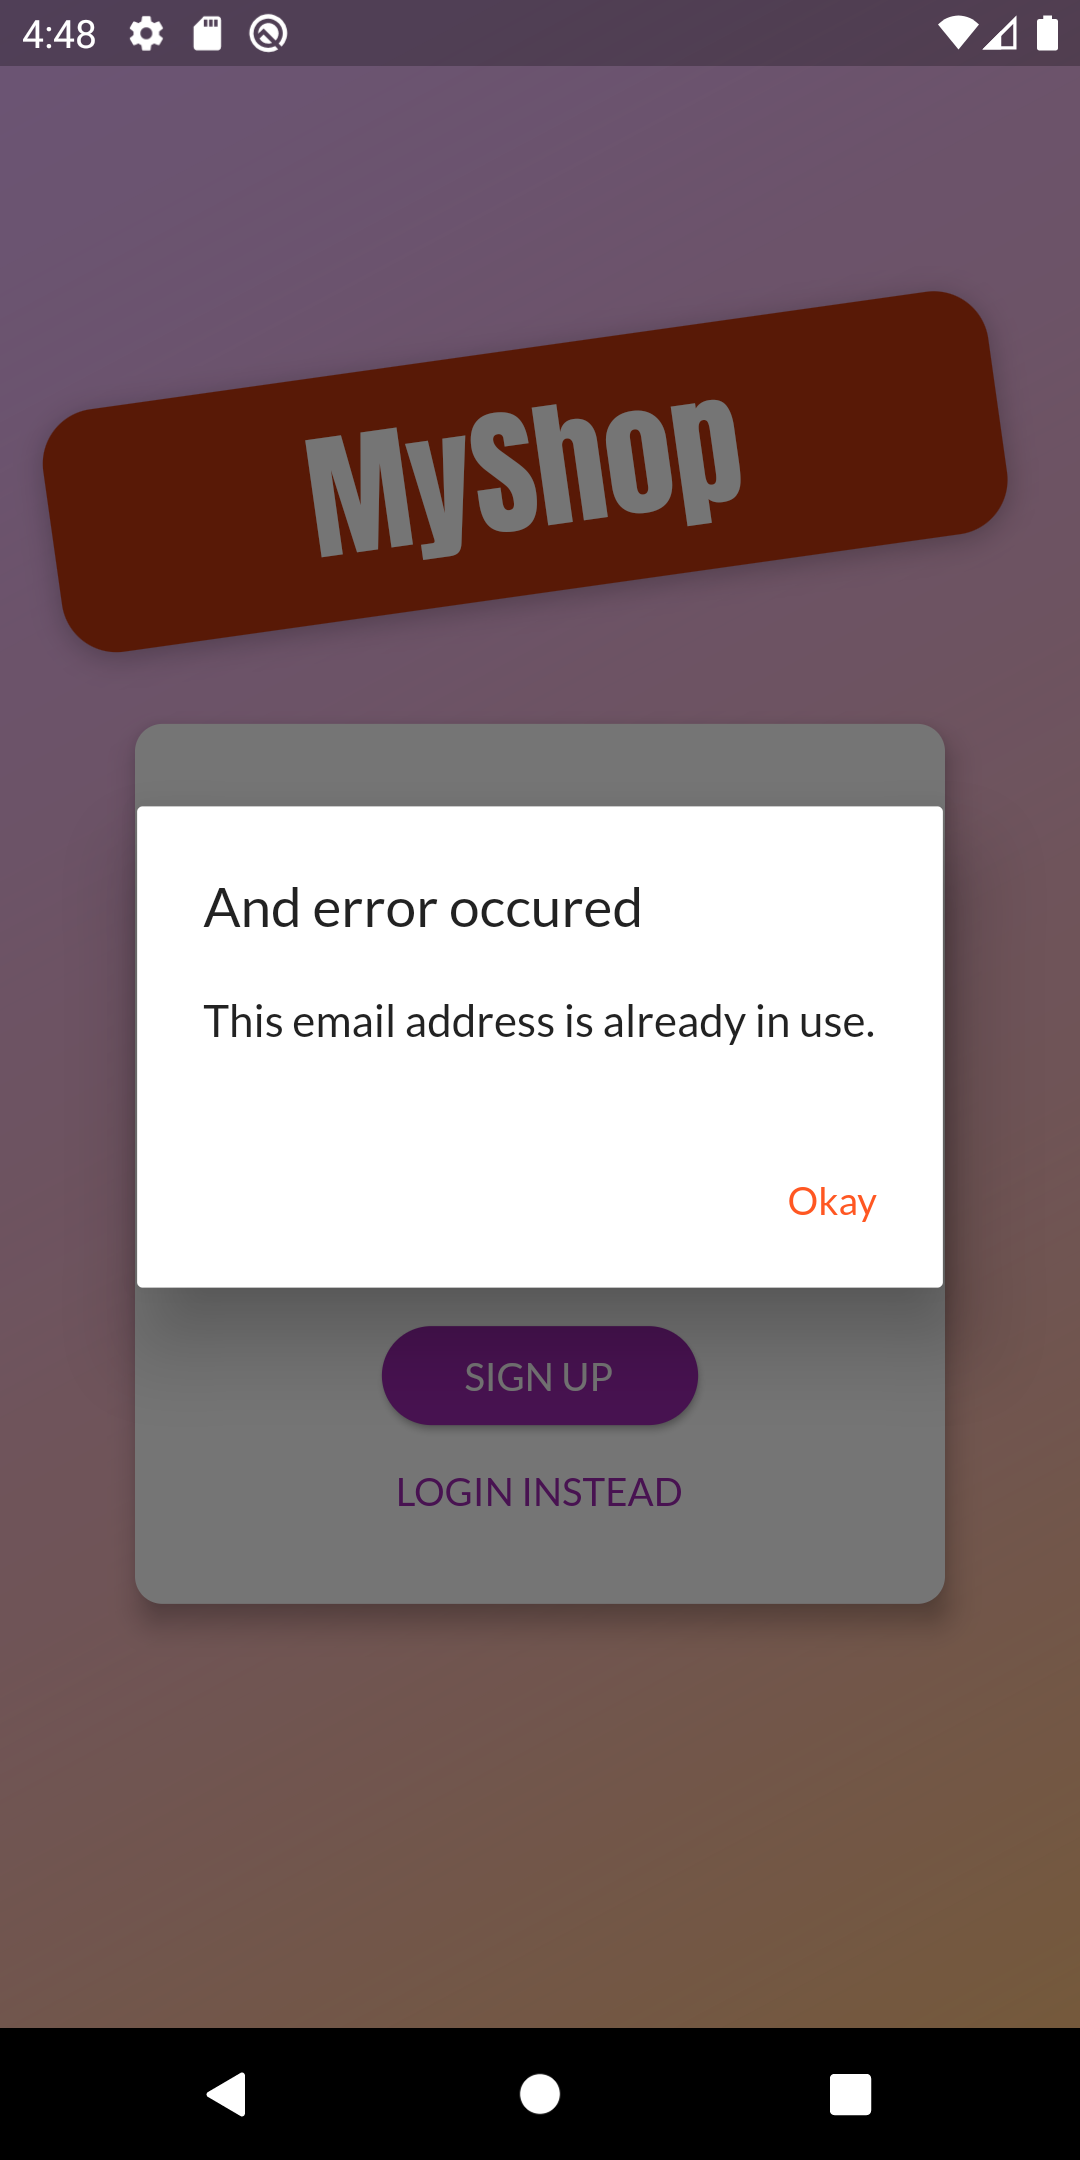 4:48
MyShop
And error occured
This email address is already in use.
Okay
SIGN UP
LOGIN INSTEAD